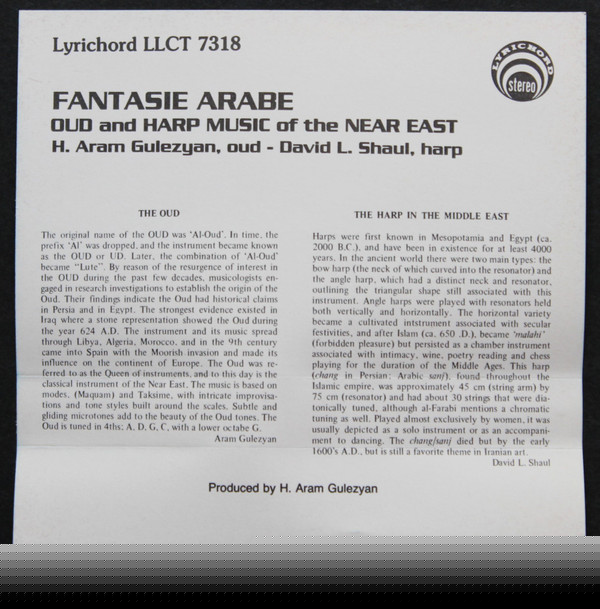 Lyrichord LLCT 7318
LYRICHORD
stereo
FANTASIE ARABE
OUD and HARP MUSIC of the NEAR EAST
H. Aram Gulezyan, oud - David L. Shaul, harp
THE OUD
The original name of the OUD was 'Al-Oud'. In time, the
prefix 'Al' was dropped, and the instrument became known
as the OUD or UD. Later, the combination of 'Al-Oud'
became "Lute". By reason of the resurgence of interest in
the OUD during the past few decades, musicologists en-
gaged in research investigations to establish the origin of the
Oud. Their findings indicate the Oud had historical claims
in Persia and in Egypt. The strongest evidence existed in
Iraq where a stone representation showed the Oud during
the year 624 A.D. The instrument and its music spread
through Libya, Algeria, Morocco, and in the 9th century
came into Spain with the Moorish invasion and made its
influence on the continent of Europe. The Oud was re-
ferred to as the Queen of instruments, and to this day is the
classical instrument of the Near East. The music is based on
modes, (Maquam) and Taksime, with intricate improvisa-
tions and tone styles built around the scales. Subtle and
gliding microtones add to the beauty of the Oud tones. The
Oud is tuned in 4ths; A, D, G, C, with a lower octabe G.
Aram Gulezyan
THE HARP IN THE MIDDLE EAST
Harps were first known in Mesopotamia and Egypt (ca.
2000 B.C.), and have been in existence for at least 4000
years. In the ancient world there were two main types: the
bow harp (the neck of which curved into the resonator) and
the angle harp, which had a distinct neck and resonator,
outlining the triangular shape still associated with this
instrument. Angle harps were played with resonators held
both vertically and horizontally. The horizontal variety
became a cultivated intstrument associated with secular
festivities, and after Islam (ca. 650 .D.), became 'malahi"
(forbidden pleasure) but persisted as a chamber instrument
associated with intimacy, wine, poetry reading and chess
playing for the duration of the Middle Ages. This harp
(chang in Persian: Arabic sanj), found throughout the
Islamic empire, was approximately 45 cm (string arm) by
75 cm (resonator) and had about 30 strings that were dia-
tonically tuned, although al-Farabi mentions a chromatic
tuning as well. Played almost exclusively by women, it was
usually depicted as a solo instrument or as an accompani-
ment to dancing. The chang/sanj died but by the early
1600's A.D., but is still a favorite theme in Iranian art.
David L. Shaul
Produced by H. Aram Gulezyan